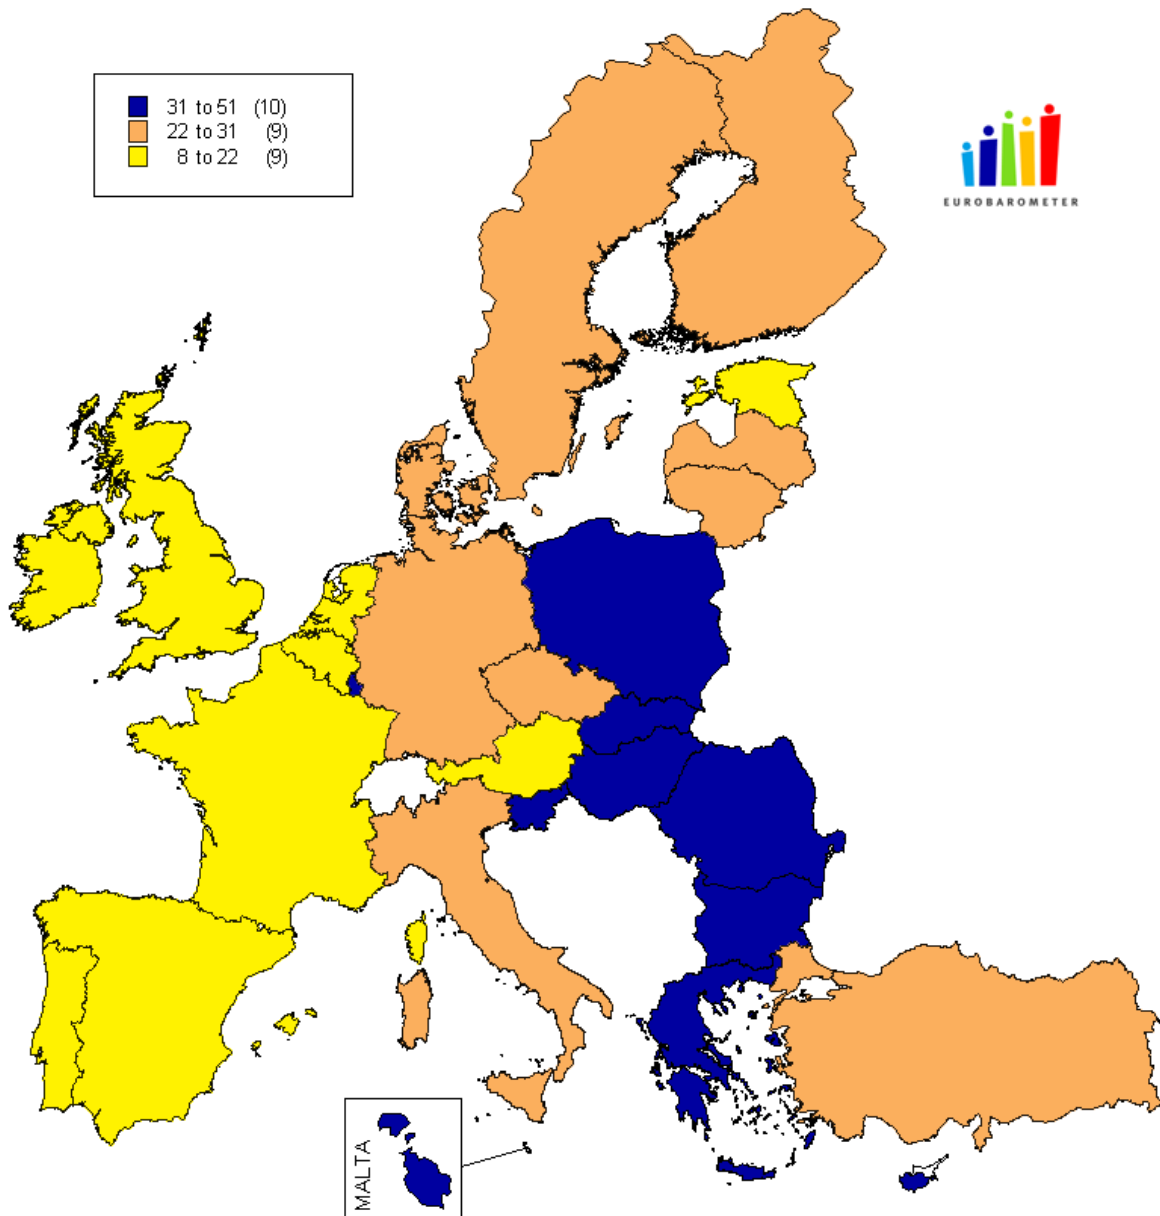 31 to 51 (10)
22 to 31 (9)
8 to 22 (9)
EUROBAROMETER
MALTA